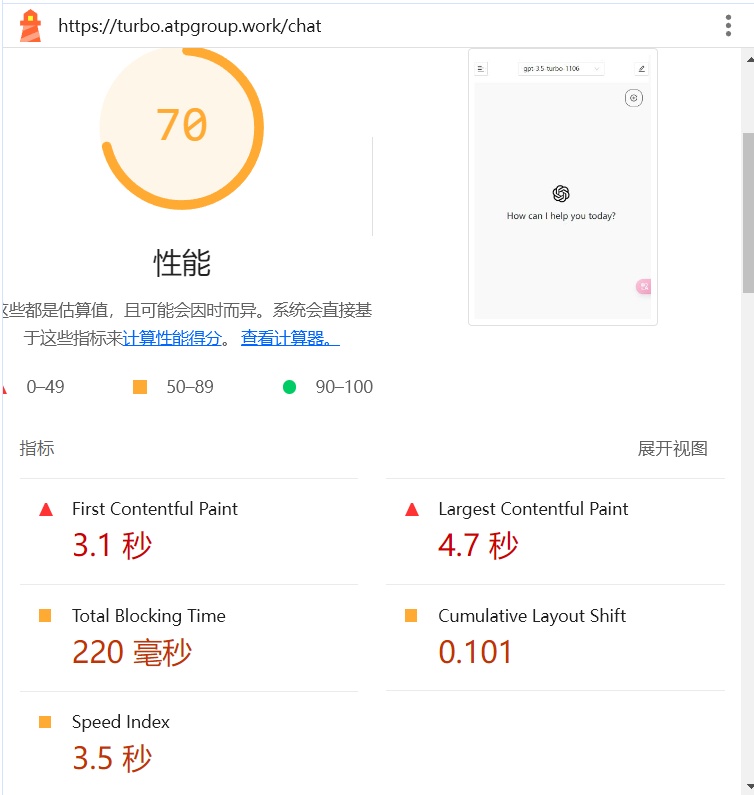 https://turbo.atpgroup.work/chat
70
gpt-3.5-turbo-1106
How can I help you today?
性能
这些都是估算值，且可能会因时而异。系统会直接基
于这些指标来计算性能得分。 查看计算器。
0–49
50–89
90–100
指标
展开视图
First Contentful Paint
3.1 秒
Largest Contentful Paint
4.7 秒
Total Blocking Time
220 毫秒
Cumulative Layout Shift
0.101
Speed Index
3.5 秒